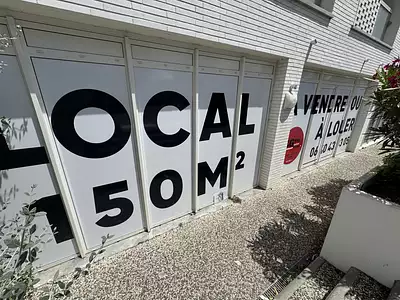 LOCAL
150M²
À VENDRE OU
À LOUER